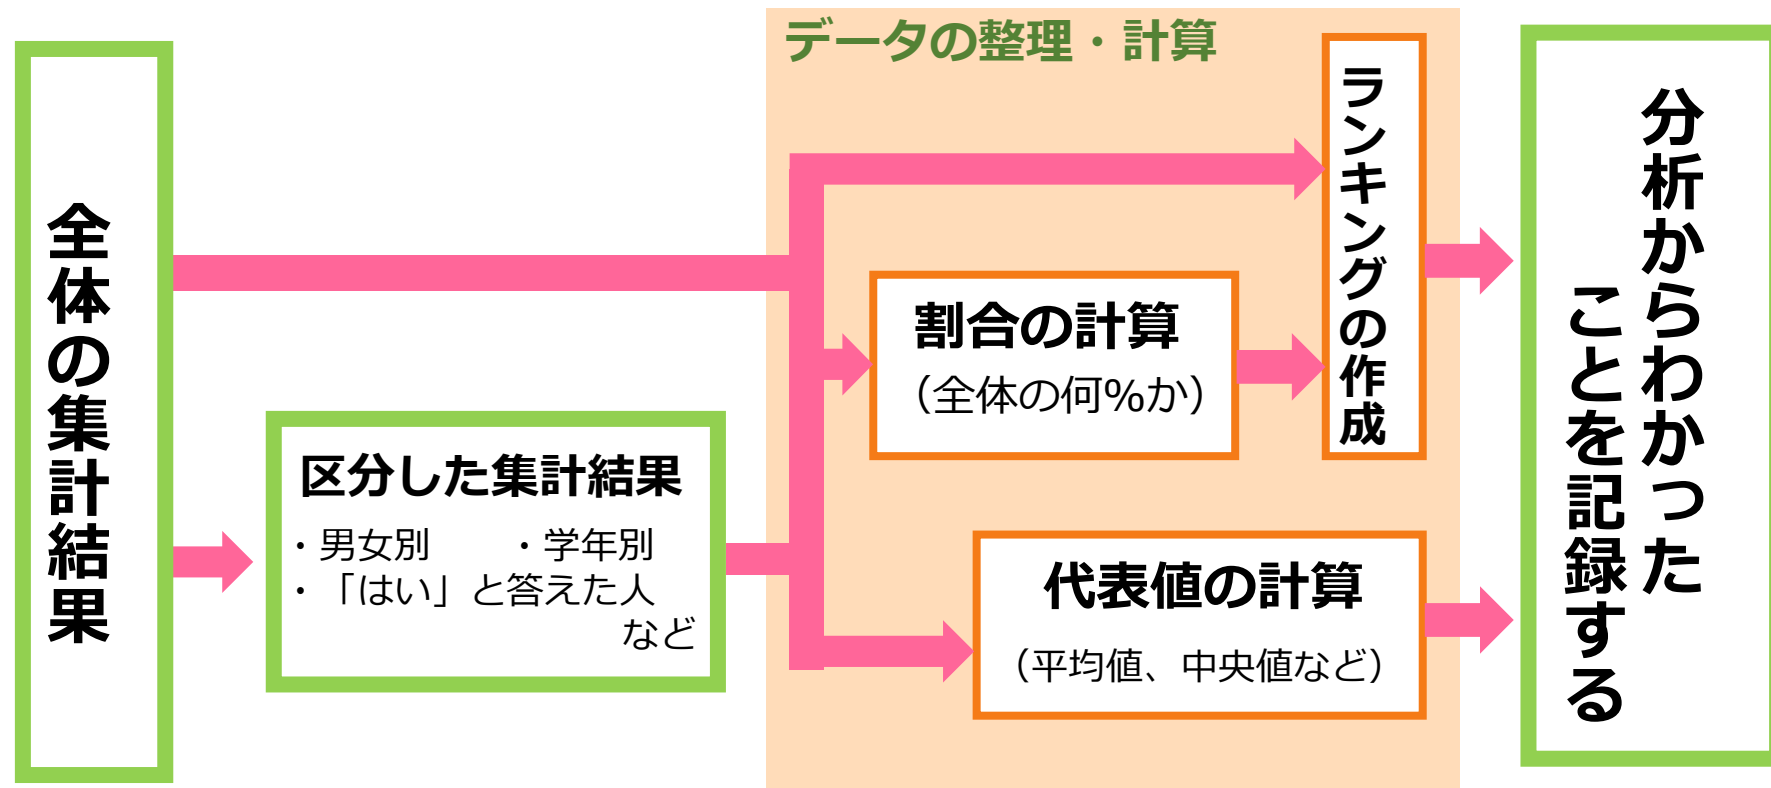 全体の集計結果
区分した集計結果
・男女別　　・学年別
・「はい」と答えた人
など
データの整理・計算
割合の計算
（全体の何%か）
ランキングの作成
代表値の計算
（平均値、中央値など）
分析からわかった
ことを記録する